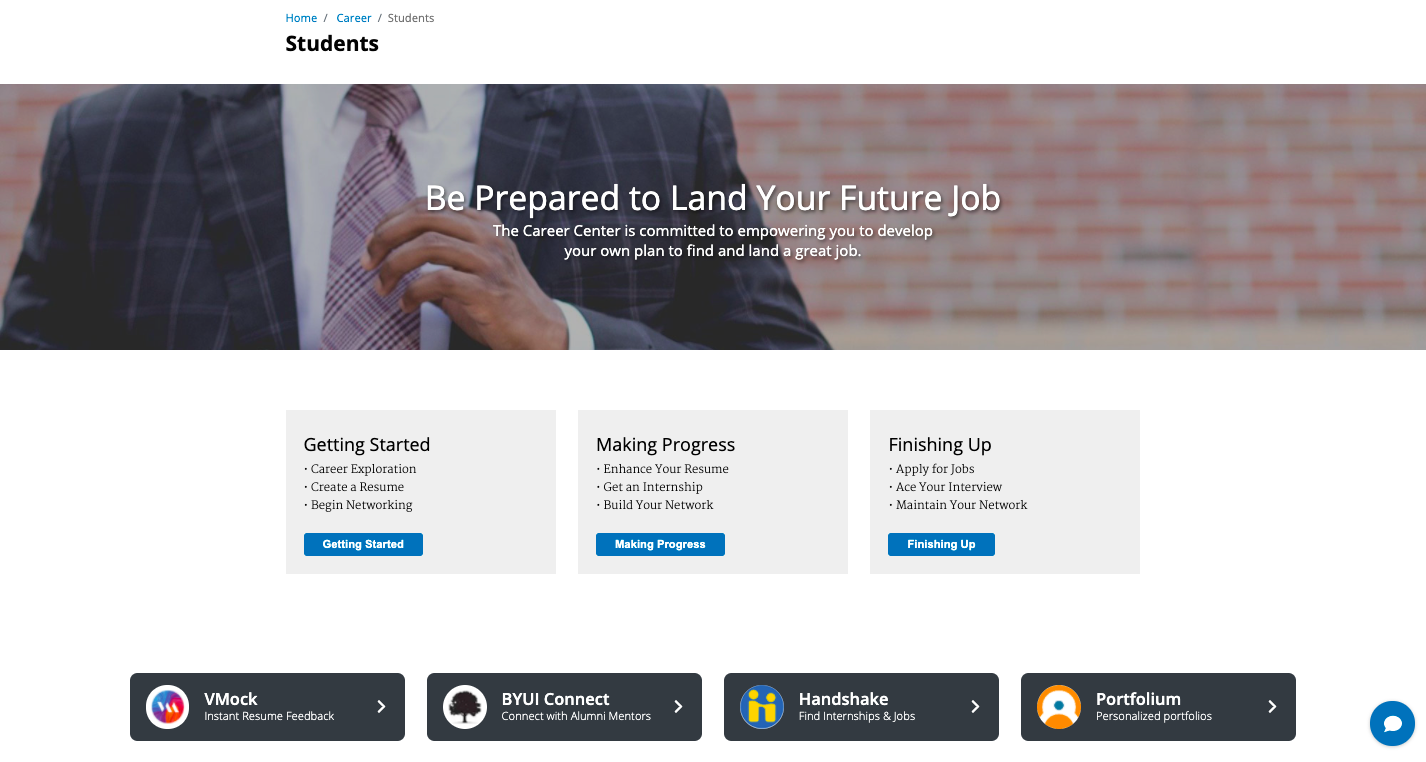 Home / Career / Students
Students
Be Prepared to Land Your Future Job
The Career Center is committed to empowering you to develop
your own plan to find and land a great job.
Getting Started
· Career Exploration
· Create a Resume
· Begin Networking
Getting Started
Making Progress
· Enhance Your Resume
· Get an Internship
· Build Your Network
Making Progress
Finishing Up
· Apply for Jobs
· Ace Your Interview
· Maintain Your Network
Finishing Up
VMock
Instant Resume Feedback
BYUI Connect
Connect with Alumni Mentors
Handshake
Find Internships & Jobs
Portfolium
Personalized portfolios